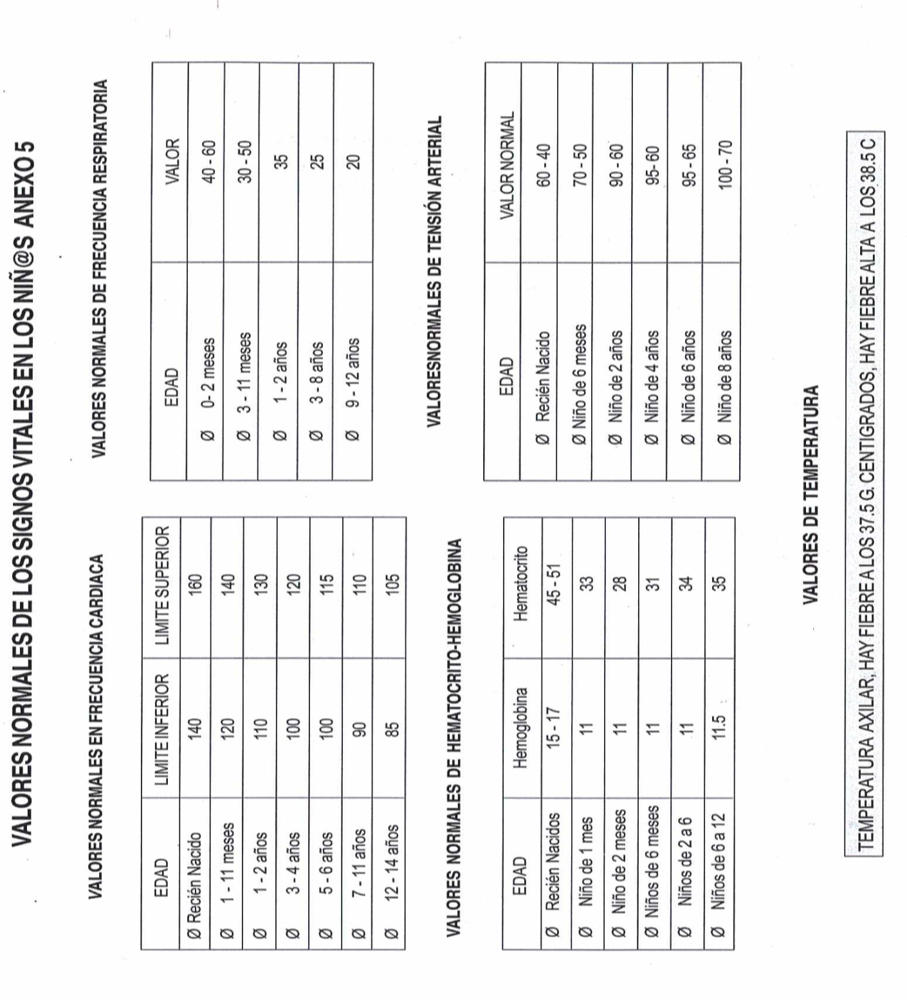 VALORES NORMALES DE LOS SIGNOS VITALES EN LOS NIÑ@S ANEXO 5
VALORES NORMALES EN FRECUENCIA CARDIACA
EDAD LIMITE INFERIOR LIMITE SUPERIOR
Ø Recién Nacido 140 160
Ø 1 - 11 meses 120 140
Ø 1 - 2 años 110 130
Ø 3 - 4 años 100 120
Ø 5 - 6 años 100 115
Ø 7 - 11 años 90 110
Ø 12 - 14 años 85 105
VALORES NORMALES DE FRECUENCIA RESPIRATORIA
EDAD VALOR
Ø 0- 2 meses 40 - 60
Ø 3 - 11 meses 30 - 50
Ø 1 - 2 años 35
Ø 3 - 8 años 25
Ø 9 - 12 años 20
VALORES NORMALES DE HEMATOCRITO-HEMOGLOBINA
EDAD Hemoglobina Hematocrito
Ø Recién Nacidos 15 - 17 45 - 51
Ø Niño de 1 mes 11 33
Ø Niño de 2 meses 11 28
Ø Niños de 6 meses 11 31
Ø Niños de 2 a 6 11 34
Ø Niños de 6 a 12 11.5 35
VALORESNORMALES DE TENSIÓN ARTERIAL
EDAD VALOR NORMAL
Ø Recién Nacido 60 - 40
Ø Niño de 6 meses 70 - 50
Ø Niño de 2 años 90 - 60
Ø Niño de 4 años 95- 60
Ø Niño de 6 años 95 - 65
Ø Niño de 8 años 100 - 70
VALORES DE TEMPERATURA
TEMPERATURA AXILAR, HAY FIEBRE A LOS 37.5 G. CENTIGRADOS, HAY FIEBRE ALTA A LOS 38.5 C